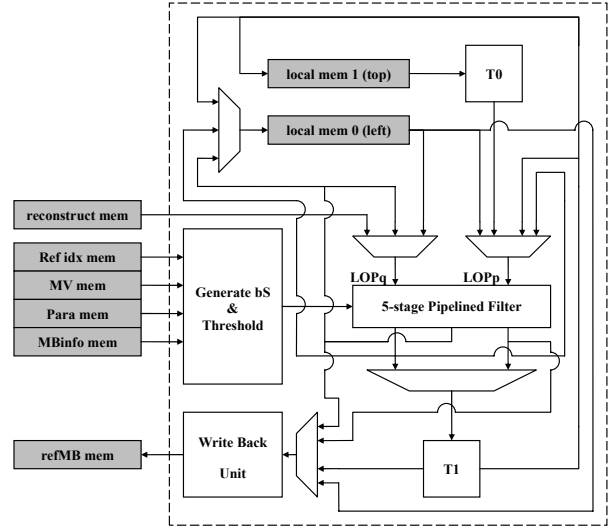 local mem 1 (top)
T0
local mem 0 (left)
reconstruct mem
Ref idx mem
MV mem
Para mem
MBinfo mem
Generate bS
&
Threshold
LOPq
LOPp
5-stage Pipelined Filter
refMB mem
Write Back
Unit
T1